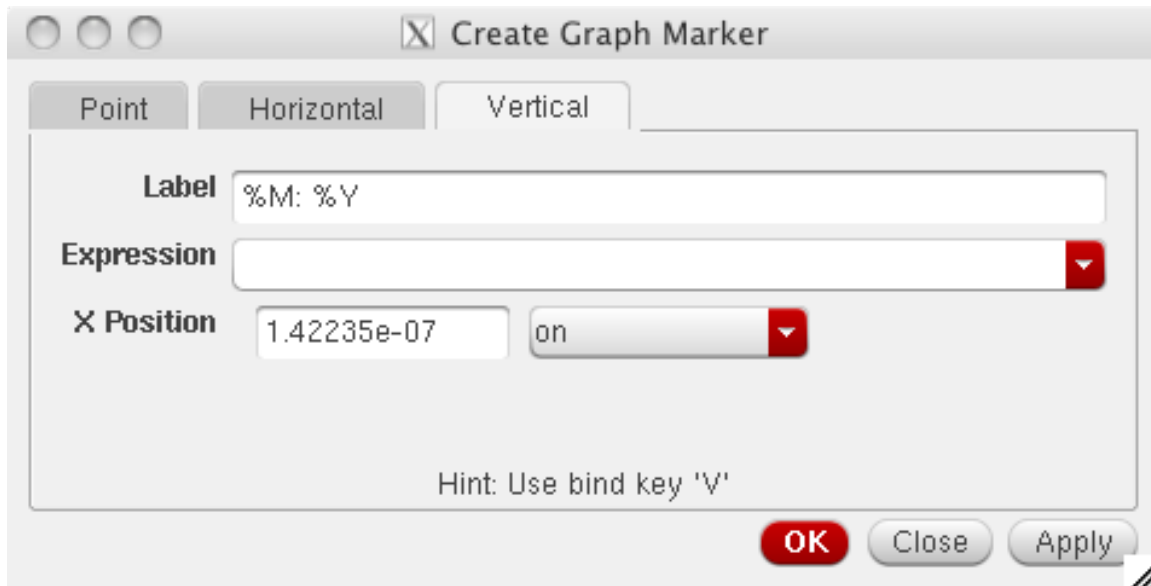 X Create Graph Marker
Point Horizontal Vertical
Label %M: %Y
Expression
X Position 1.42235e-07 on
Hint: Use bind key 'V'
OK Close Apply